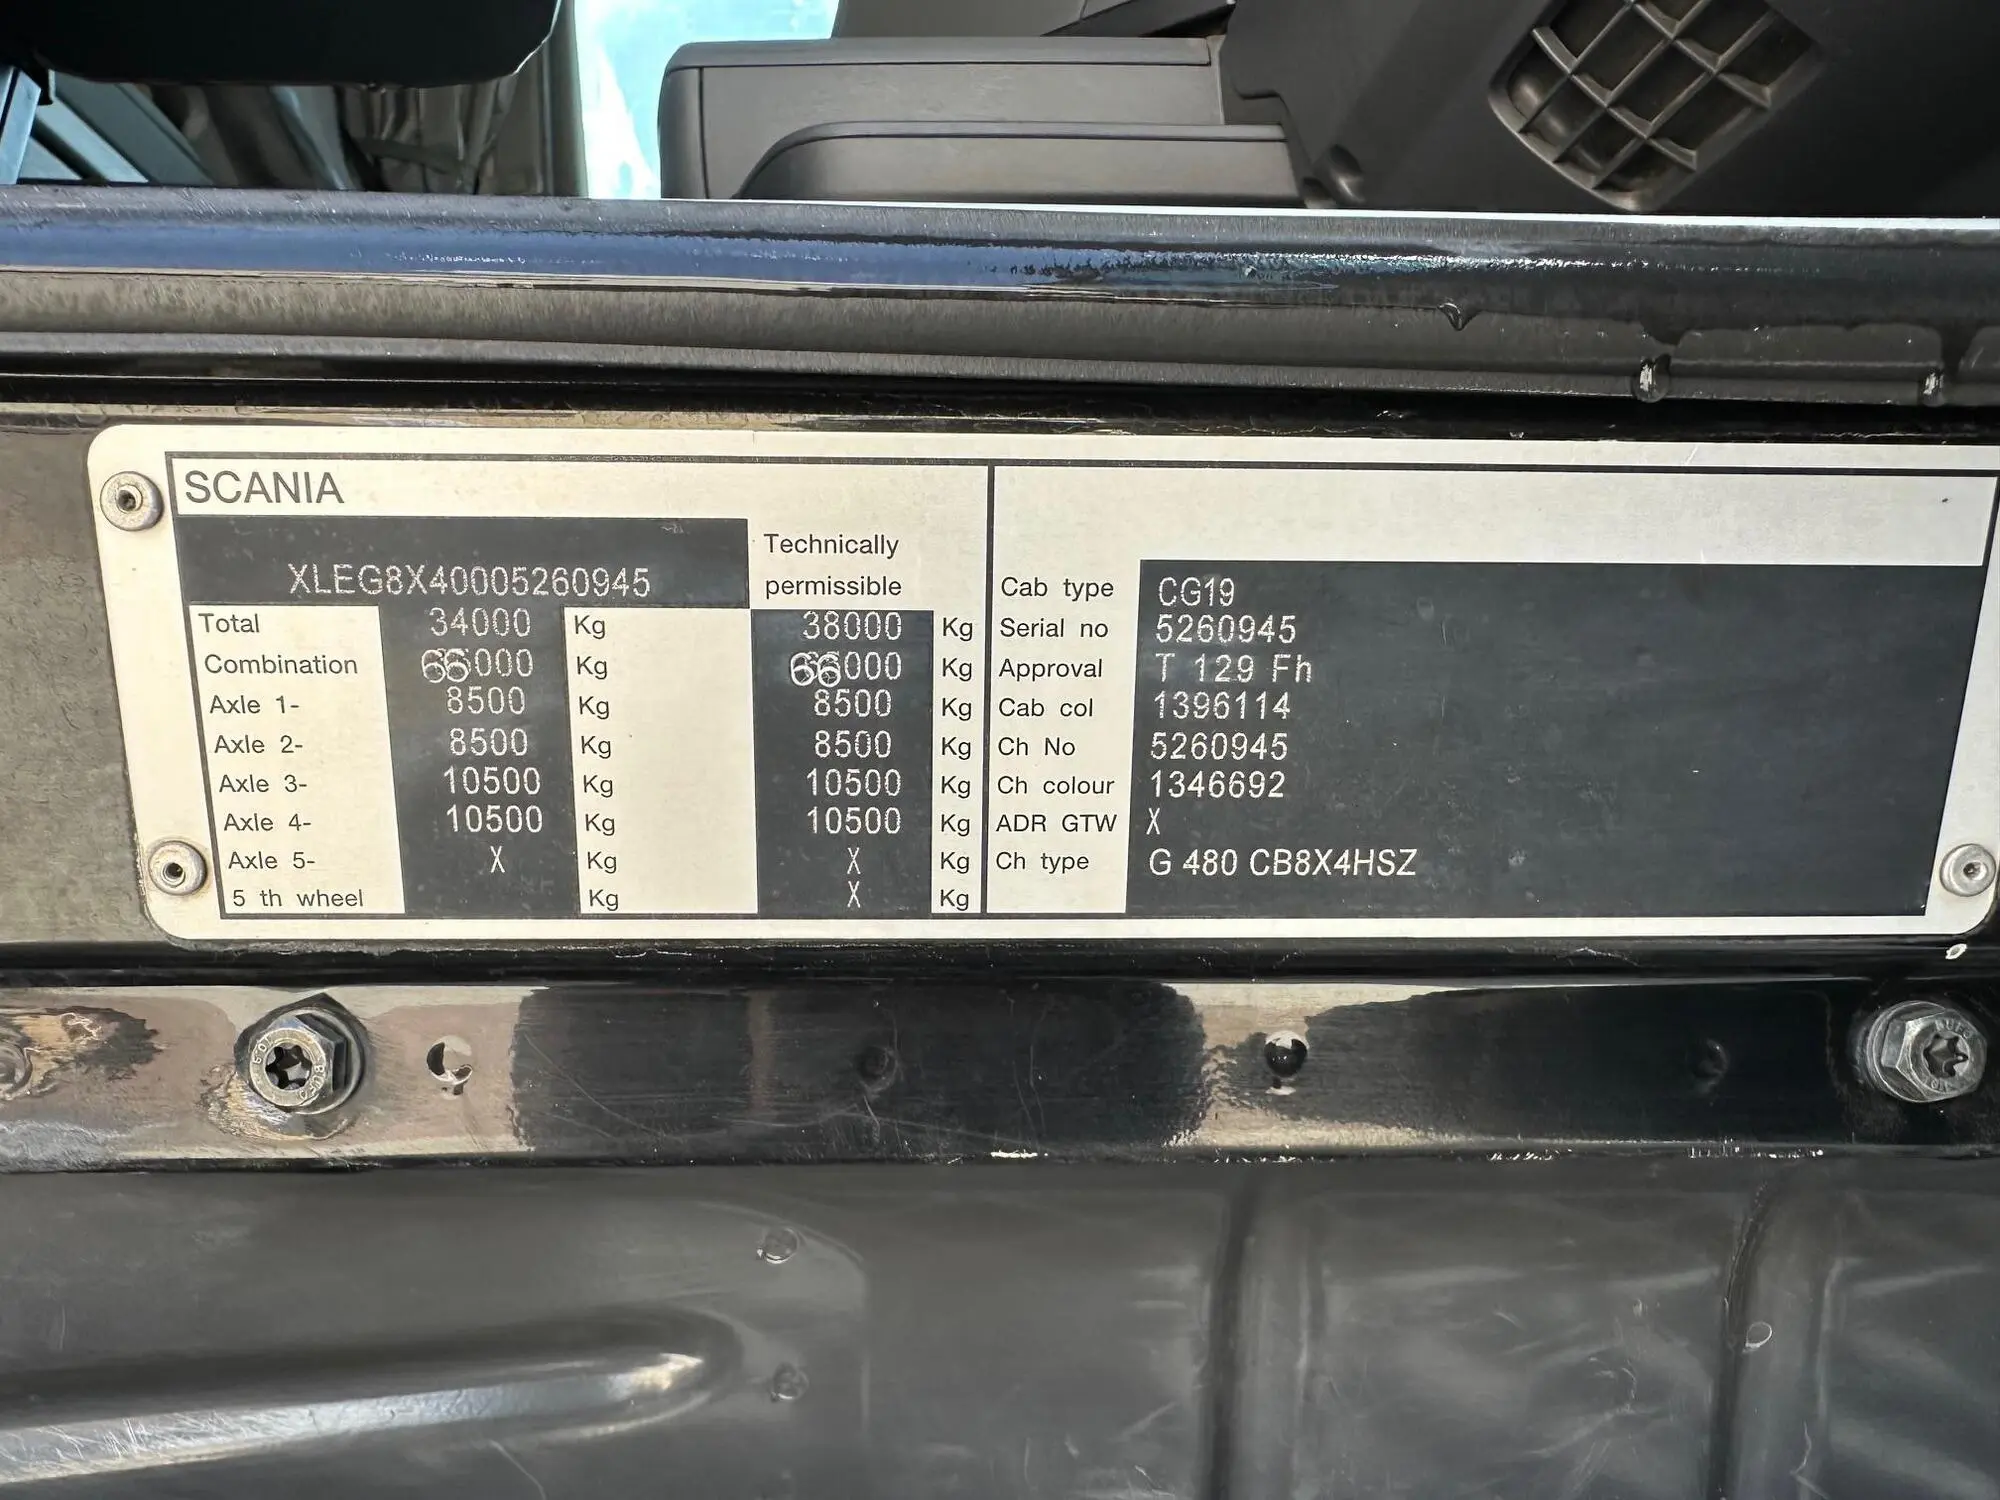 SCANIA
XLEG8X40005260945
Technically
permissible
Total 34000 Kg 38000 Kg
Combination 66000 Kg 66000 Kg
Axle 1- 8500 Kg 8500 Kg
Axle 2- 8500 Kg 8500 Kg
Axle 3- 10500 Kg 10500 Kg
Axle 4- 10500 Kg 10500 Kg
Axle 5- X Kg X Kg
5 th wheel Kg X Kg
Cab type CG19
Serial no 5260945
Approval T 129 Fh
Cab col 1396114
Ch No 5260945
Ch colour 1346692
ADR GTW X
Ch type G 480 CB8X4HSZ